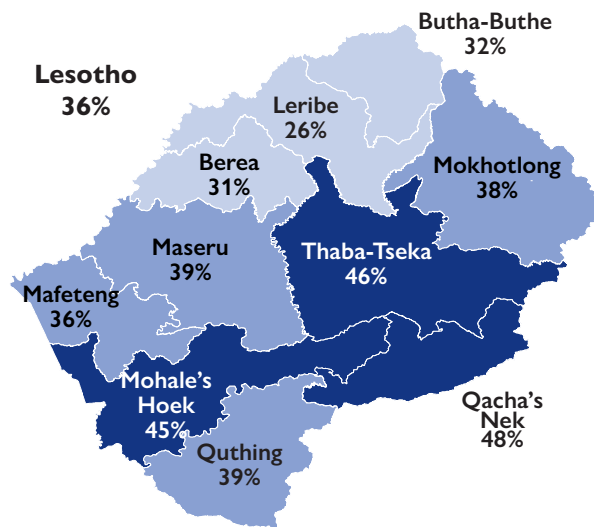 Butha-Buthe
32%
Lesotho
36%
Leribe
26%
Berea
31%
Mokhotlong
38%
Maseru
39%
Thaba-Tseka
46%
Mafeteng
36%
Mohale's
Hoek
45%
Qacha's
Nek
48%
Quthing
39%